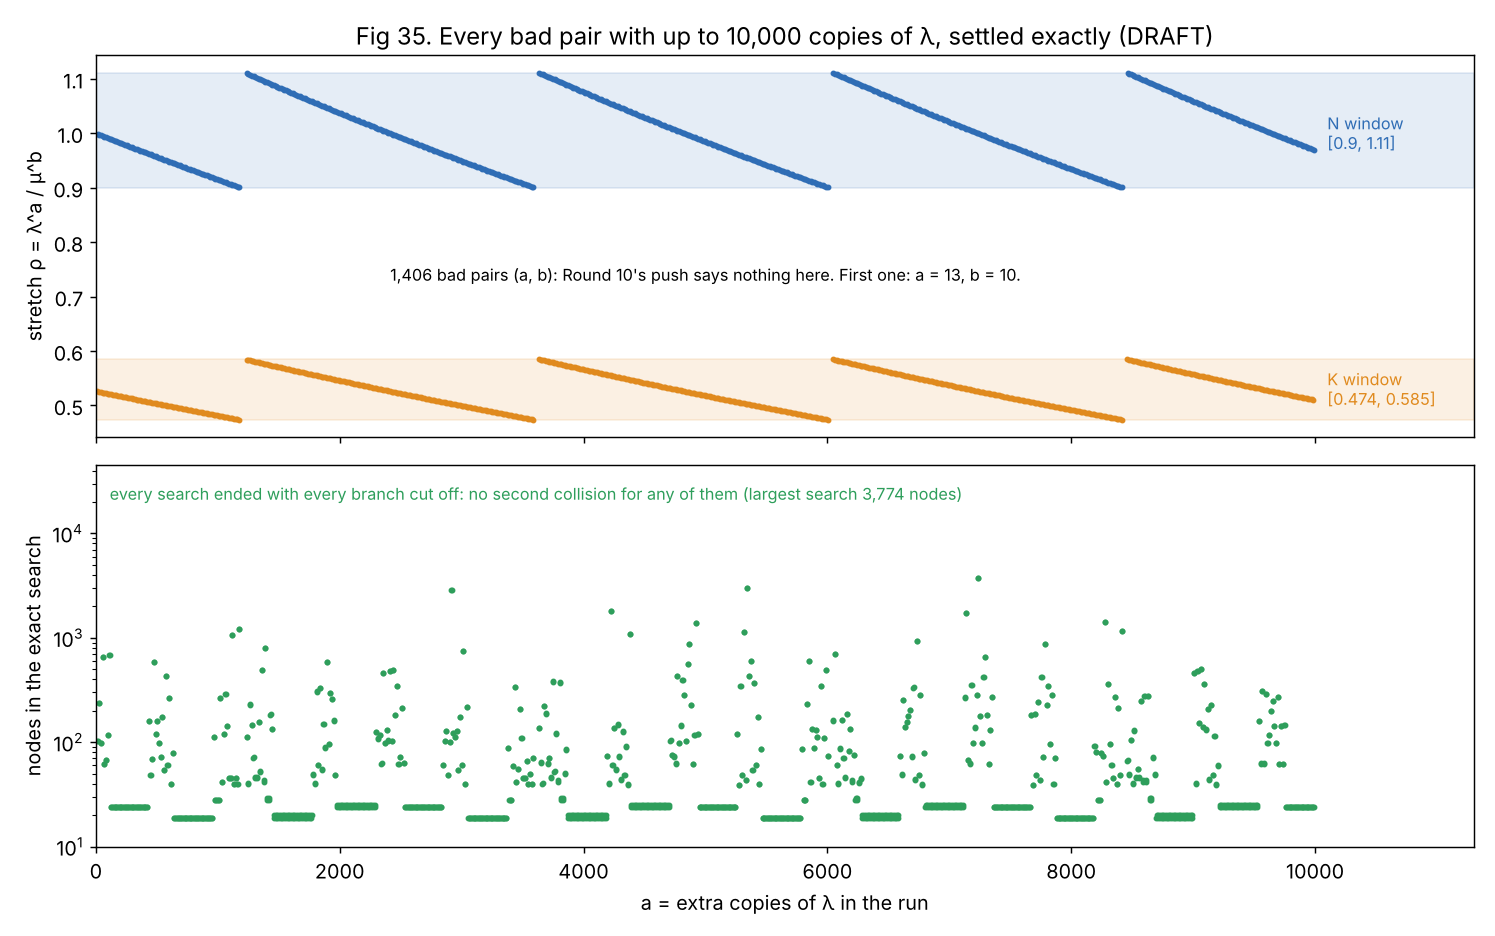 Fig 35. Every bad pair with up to 10,000 copies of λ, settled exactly (DRAFT)
stretch ρ = λ^a / μ^b
1.1
1.0
0.9
0.8
0.7
0.6
0.5
N window
[0.9, 1.11]
1,406 bad pairs (a, b): Round 10's push says nothing here. First one: a = 13, b = 10.
K window
[0.474, 0.585]
every search ended with every branch cut off: no second collision for any of them (largest search 3,774 nodes)
nodes in the exact search
10^4
10^3
10^2
10^1
0 2000 4000 6000 8000 10000
a = extra copies of λ in the run